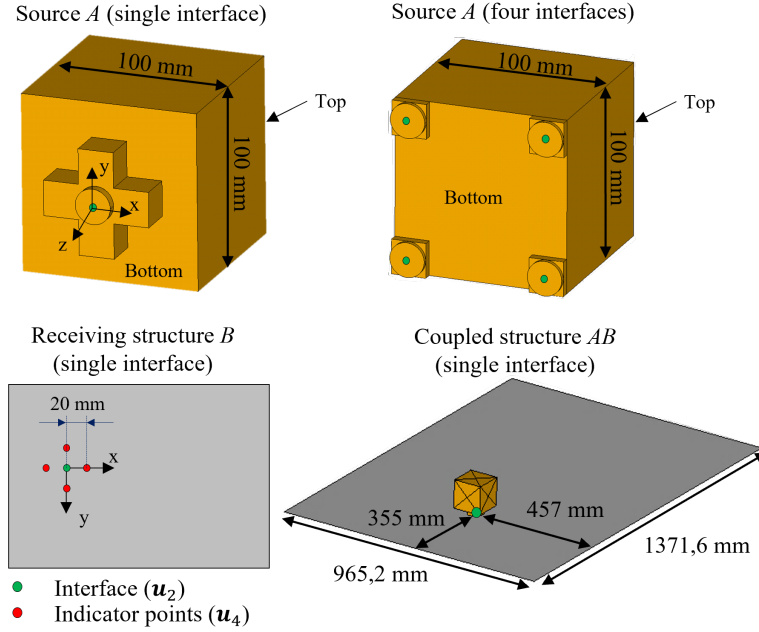 Source A (single interface)
100 mm
Top
100 mm
y
x
z
Bottom
Source A (four interfaces)
100 mm
Top
100 mm
Bottom
Receiving structure B
(single interface)
20 mm
x
y
Interface (u₂)
Indicator points (u₄)
Coupled structure AB
(single interface)
355 mm
457 mm
965,2 mm
1371,6 mm